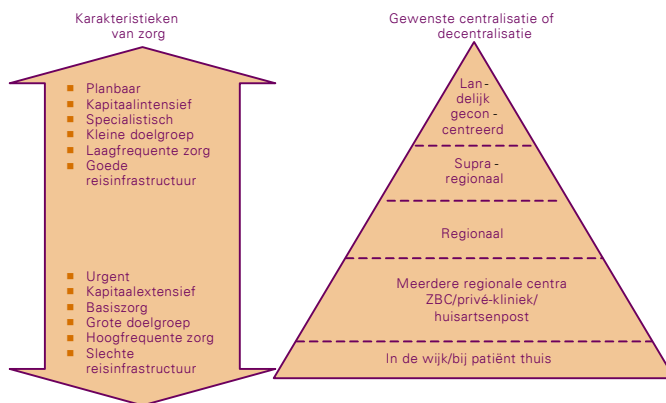 Karakteristieken
van zorg
Planbaar
Kapitaalintensief
Specialistisch
Kleine doelgroep
Laagfrequente zorg
Goede
reisinfrastructuur
Urgent
Kapitaalextensief
Basiszorg
Grote doelgroep
Hoogfrequente zorg
Slechte
reisinfrastructuur
Gewenste centralisatie of
decentralisatie
Lan-
delijk
gecon-
centreerd
Supra-
regionaal
Regionaal
Meerdere regionale centra
ZBC/privé-kliniek/
huisartsenpost
In de wijk/bij patiënt thuis